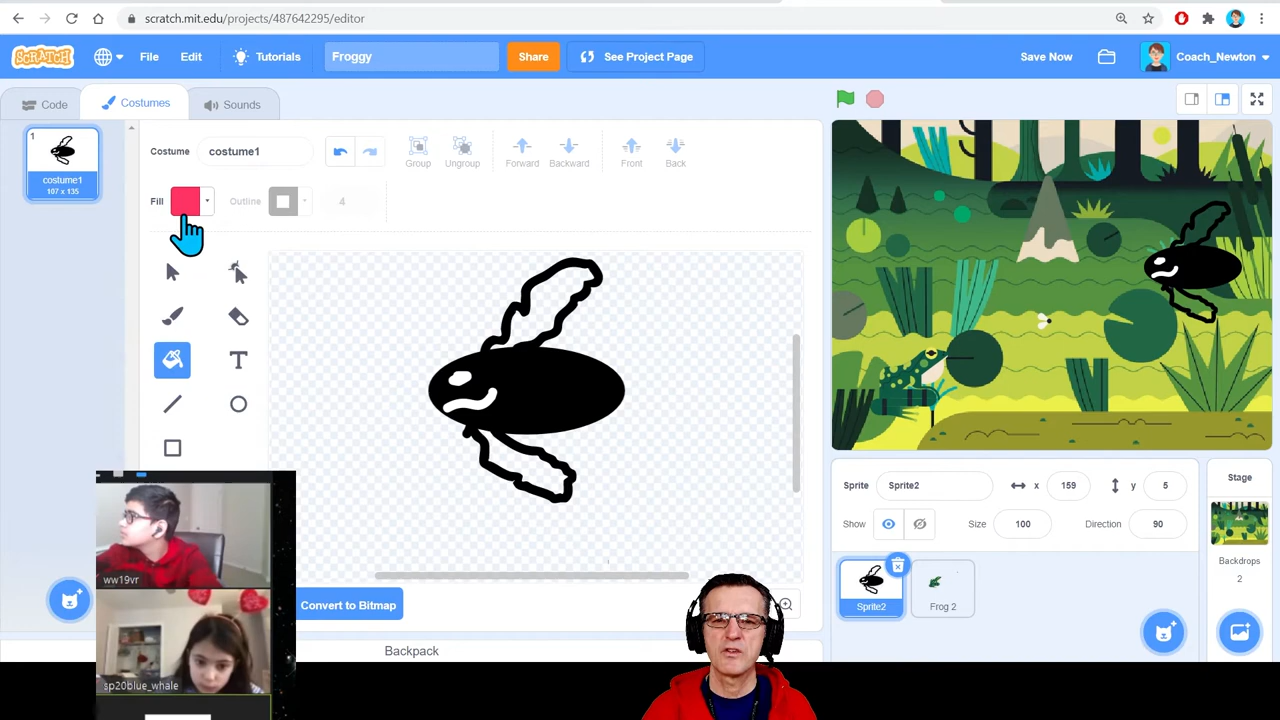 scratch.mit.edu/projects/487642295/editor
SCRATCH
File
Edit
Tutorials
Froggy
Share
See Project Page
Save Now
Coach_Newton
Code
Costumes
Sounds
1
costume1
107 x 135
Costume
costume1
Group
Ungroup
Forward
Backward
Front
Back
Fill
Outline
4
T
Convert to Bitmap
Backpack
ww19vr
sp20blue_whale
Sprite
Sprite2
x
159
y
5
Show
Size
100
Direction
90
Sprite2
Frog 2
Stage
Backdrops
2